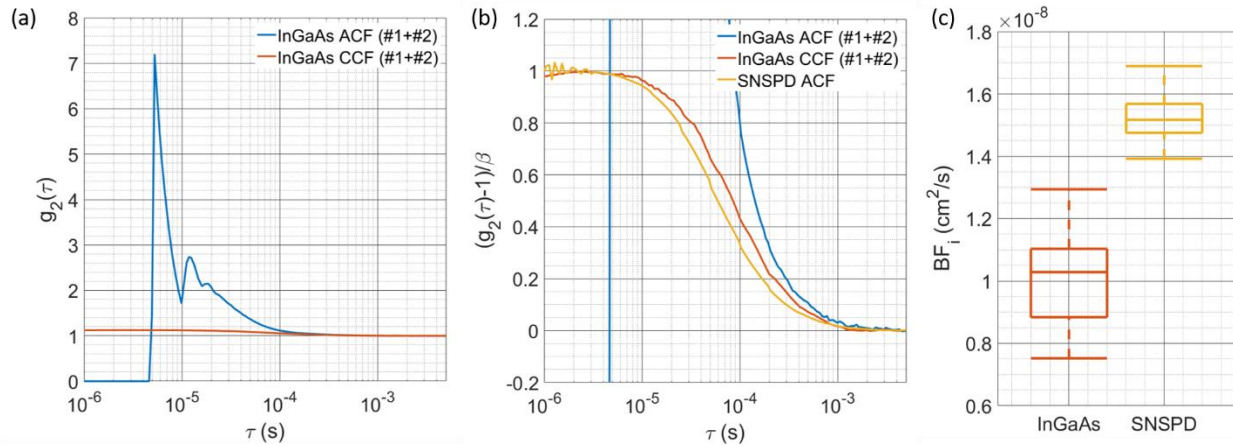 (a)
InGaAs ACF (#1+#2)
InGaAs CCF (#1+#2)
g2(τ)
8
7
6
5
4
3
2
1
0
10-6
10-5
10-4
10-3
τ (s)
(b)
InGaAs ACF (#1+#2)
InGaAs CCF (#1+#2)
SNSPD ACF
(g2(τ)-1)/β
1.2
1
0.8
0.6
0.4
0.2
0
-0.2
10-6
10-5
10-4
10-3
τ (s)
(c)
×10-8
BFi (cm2/s)
1.8
1.6
1.4
1.2
1
0.8
0.6
InGaAs
SNSPD